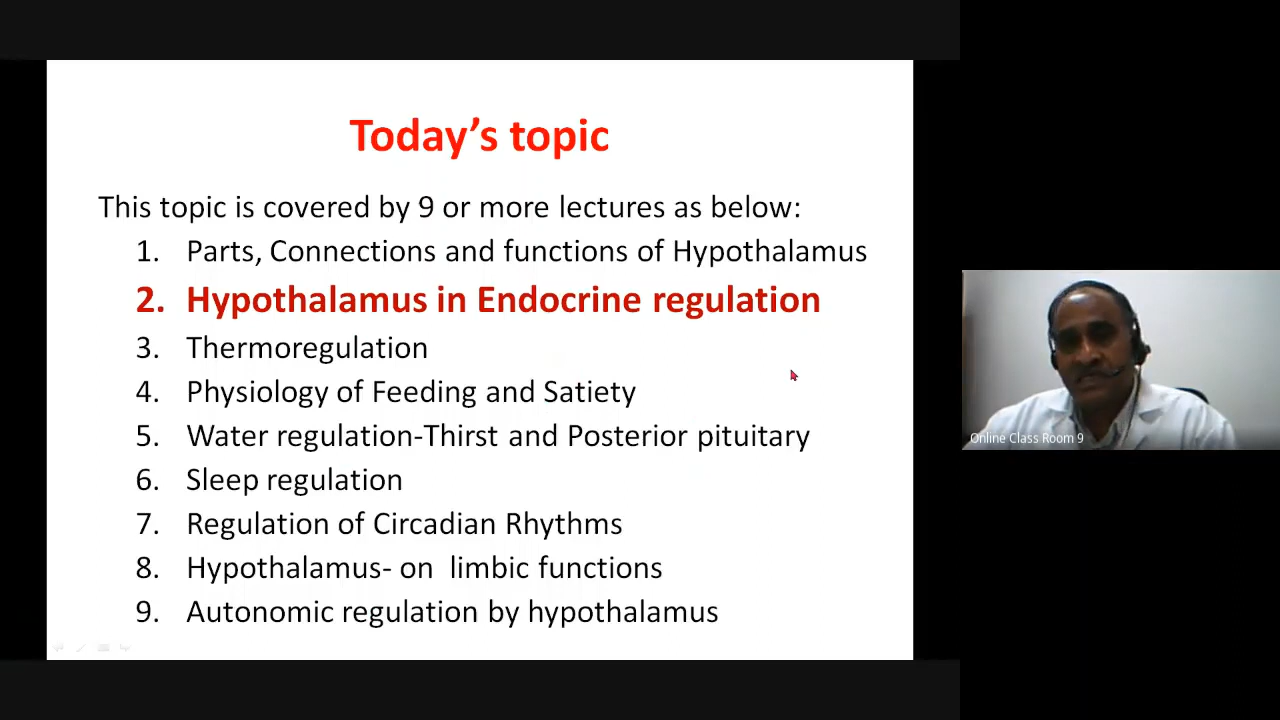 Today’s topic
This topic is covered by 9 or more lectures as below:
1. Parts, Connections and functions of Hypothalamus
2. Hypothalamus in Endocrine regulation
3. Thermoregulation
4. Physiology of Feeding and Satiety
5. Water regulation-Thirst and Posterior pituitary
6. Sleep regulation
7. Regulation of Circadian Rhythms
8. Hypothalamus- on limbic functions
9. Autonomic regulation by hypothalamus
Online Class Room 9